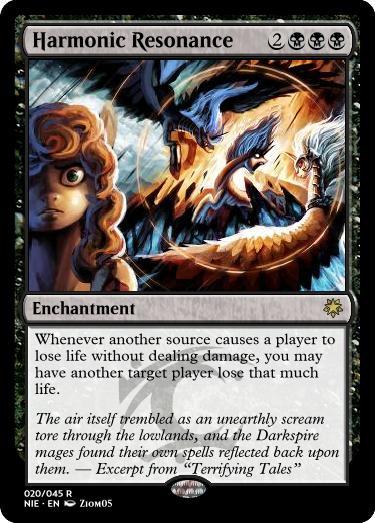 Harmonic Resonance 2
Enchantment
Whenever another source causes a player to
lose life without dealing damage, you may
have another target player lose that much
life.
The air itself trembled as an unearthly scream
tore through the lowlands, and the Darkspire
mages found their own spells reflected back upon
them. — Excerpt from “Terrifying Tales”
020/045 R
NIE • EN Ziom05